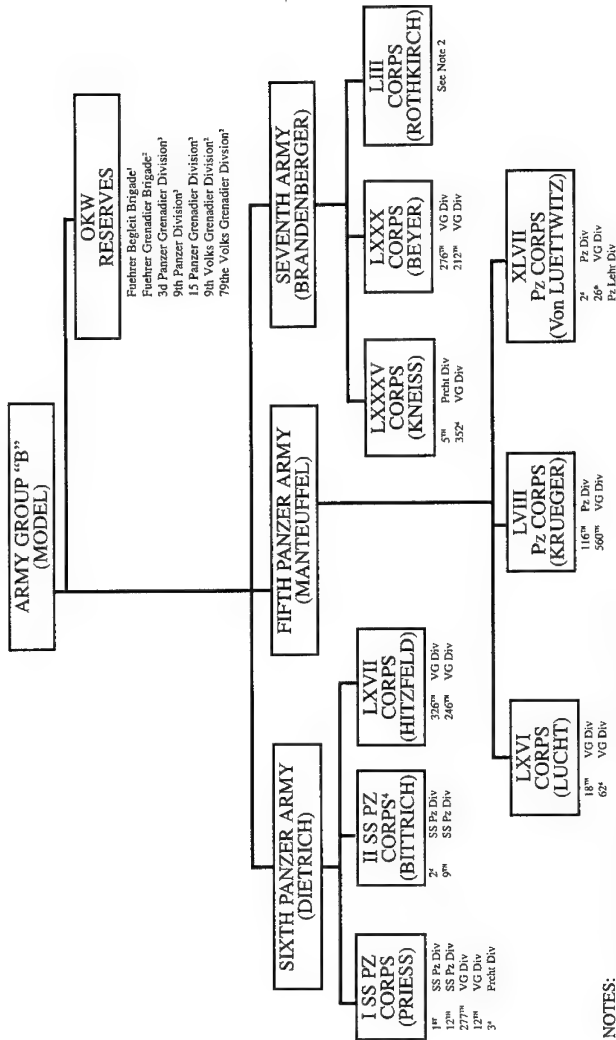 ARMY GROUP “B”
(MODEL)
OKW
RESERVES
Fuehrer Begleit Brigade¹
Fuehrer Grenadier Brigade²
3d Panzer Grenadier Division³
9th Panzer Division³
15 Panzer Grenadier Division³
9th Volks Grenadier Division²
79the Volks Grenadier Divsion²
SIXTH PANZER ARMY
(DIETRICH)
FIFTH PANZER ARMY
(MANTEUFFEL)
SEVENTH ARMY
(BRANDENBERGER)
I SS PZ
CORPS
(PRIESS)
1ST SS Pz Div
12TH SS Pz Div
277TH VG Div
12TH VG Div
3d Prcht Div
II SS PZ
CORPS⁴
(BITTRICH)
2d SS Pz Div
9TH SS Pz Div
LXVII
CORPS
(HITZFELD)
326TH VG Div
246TH VG Div
LXXXV
CORPS
(KNEISS)
5TH Prcht Div
352d VG Div
LXXX
CORPS
(BEYER)
276TH VG Div
212TH VG Div
LIII
CORPS
(ROTHKIRCH)
See Note 2
LXVI
CORPS
(LUCHT)
18TH VG Div
62d VG Div
LVIII
Pz CORPS
(KRUEGER)
116TH Pz Div
560TH VG Div
XLVII
Pz CORPS
(Von LUETTWITZ)
2d Pz Div
26th VG Div
Pz Lehr Div
NOTES: